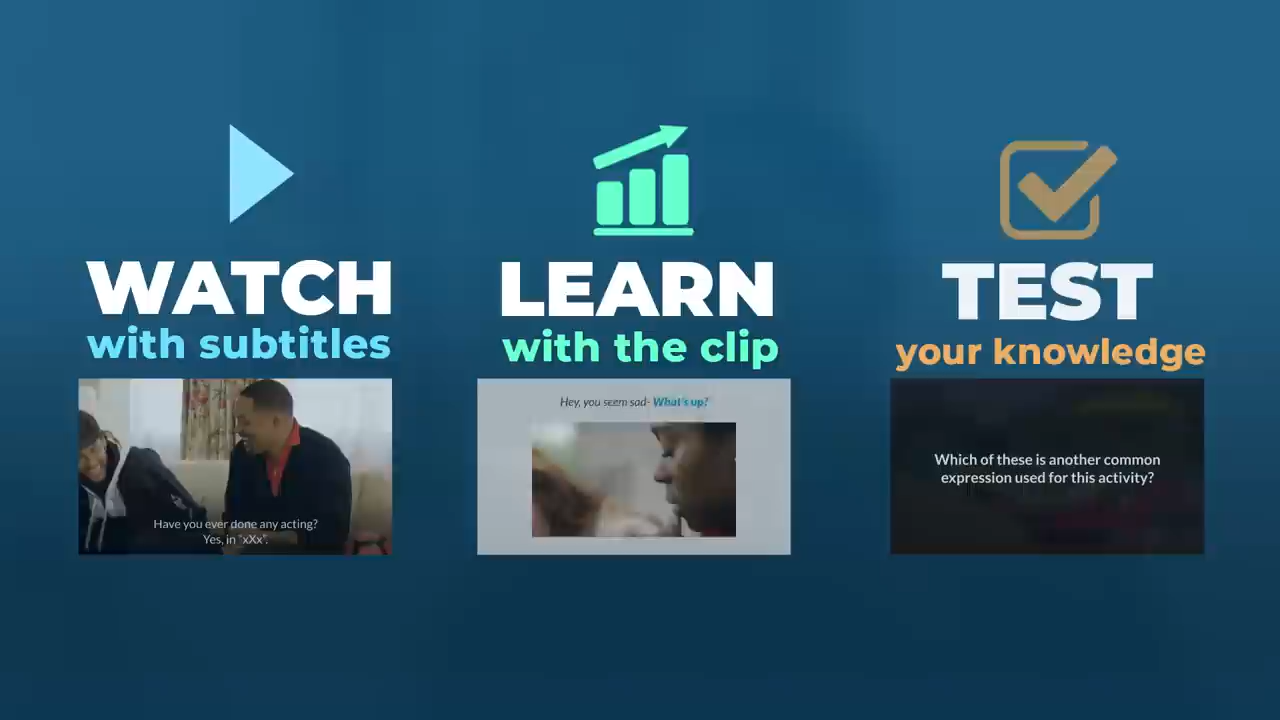 WATCH
with subtitles
Have you ever done any acting?
Yes, in "xXx".
LEARN
with the clip
Hey, you seem sad- What's up?
TEST
your knowledge
Which of these is another common
expression used for this activity?